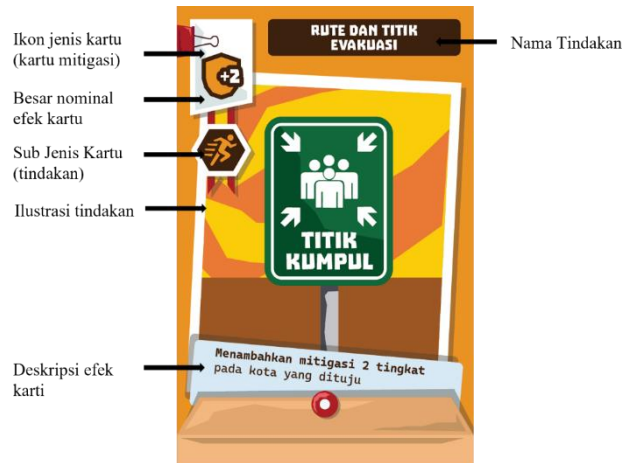 Ikon jenis kartu
(kartu mitigasi)
Besar nominal
efek kartu
Sub Jenis Kartu
(tindakan)
Ilustrasi tindakan
Deskripsi efek
karti
+2
RUTE DAN TITIK
EVAKUASI
TITIK
KUMPUL
Menambahkan mitigasi 2 tingkat
pada kota yang dituju
Nama Tindakan